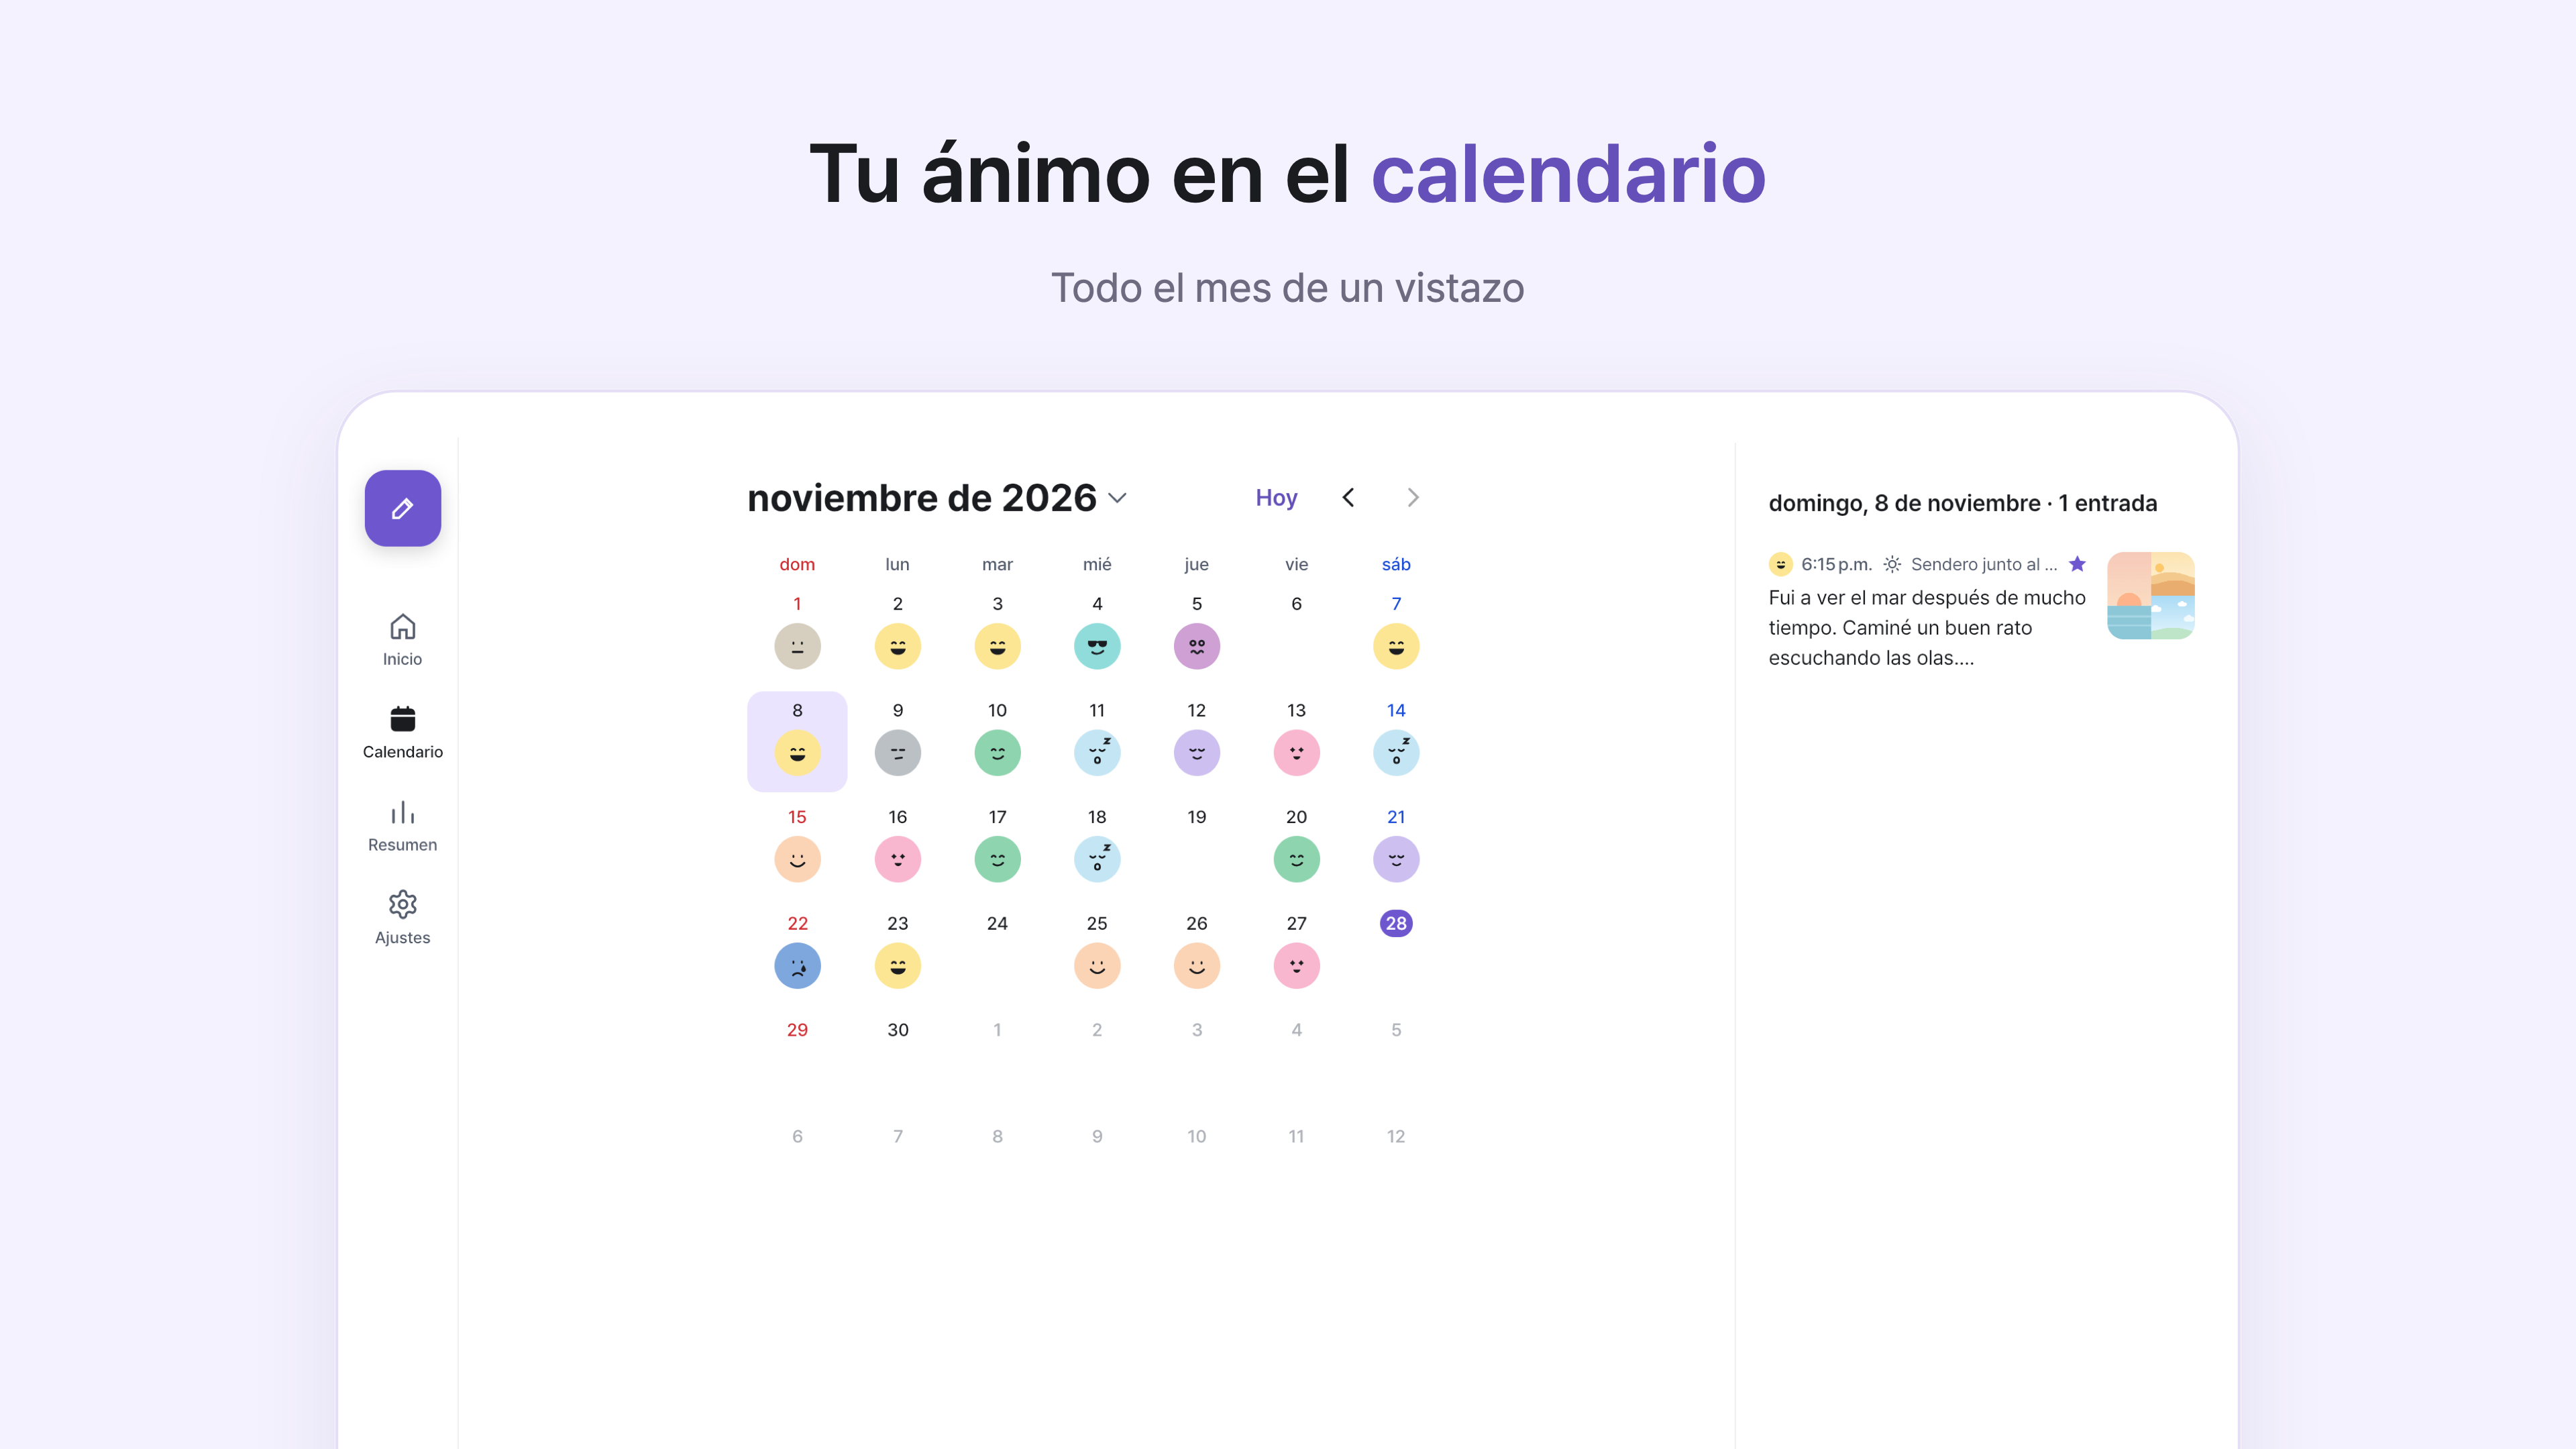 Tu ánimo en el calendario
Todo el mes de un vistazo
Inicio
Calendario
Resumen
Ajustes
noviembre de 2026
Hoy
dom lun mar mié jue vie sáb
1 2 3 4 5 6 7
8 9 10 11 12 13 14
15 16 17 18 19 20 21
22 23 24 25 26 27 28
29 30 1 2 3 4 5
6 7 8 9 10 11 12
domingo, 8 de noviembre · 1 entrada
6:15 p.m. Sendero junto al ...
Fui a ver el mar después de mucho
tiempo. Caminé un buen rato
escuchando las olas....